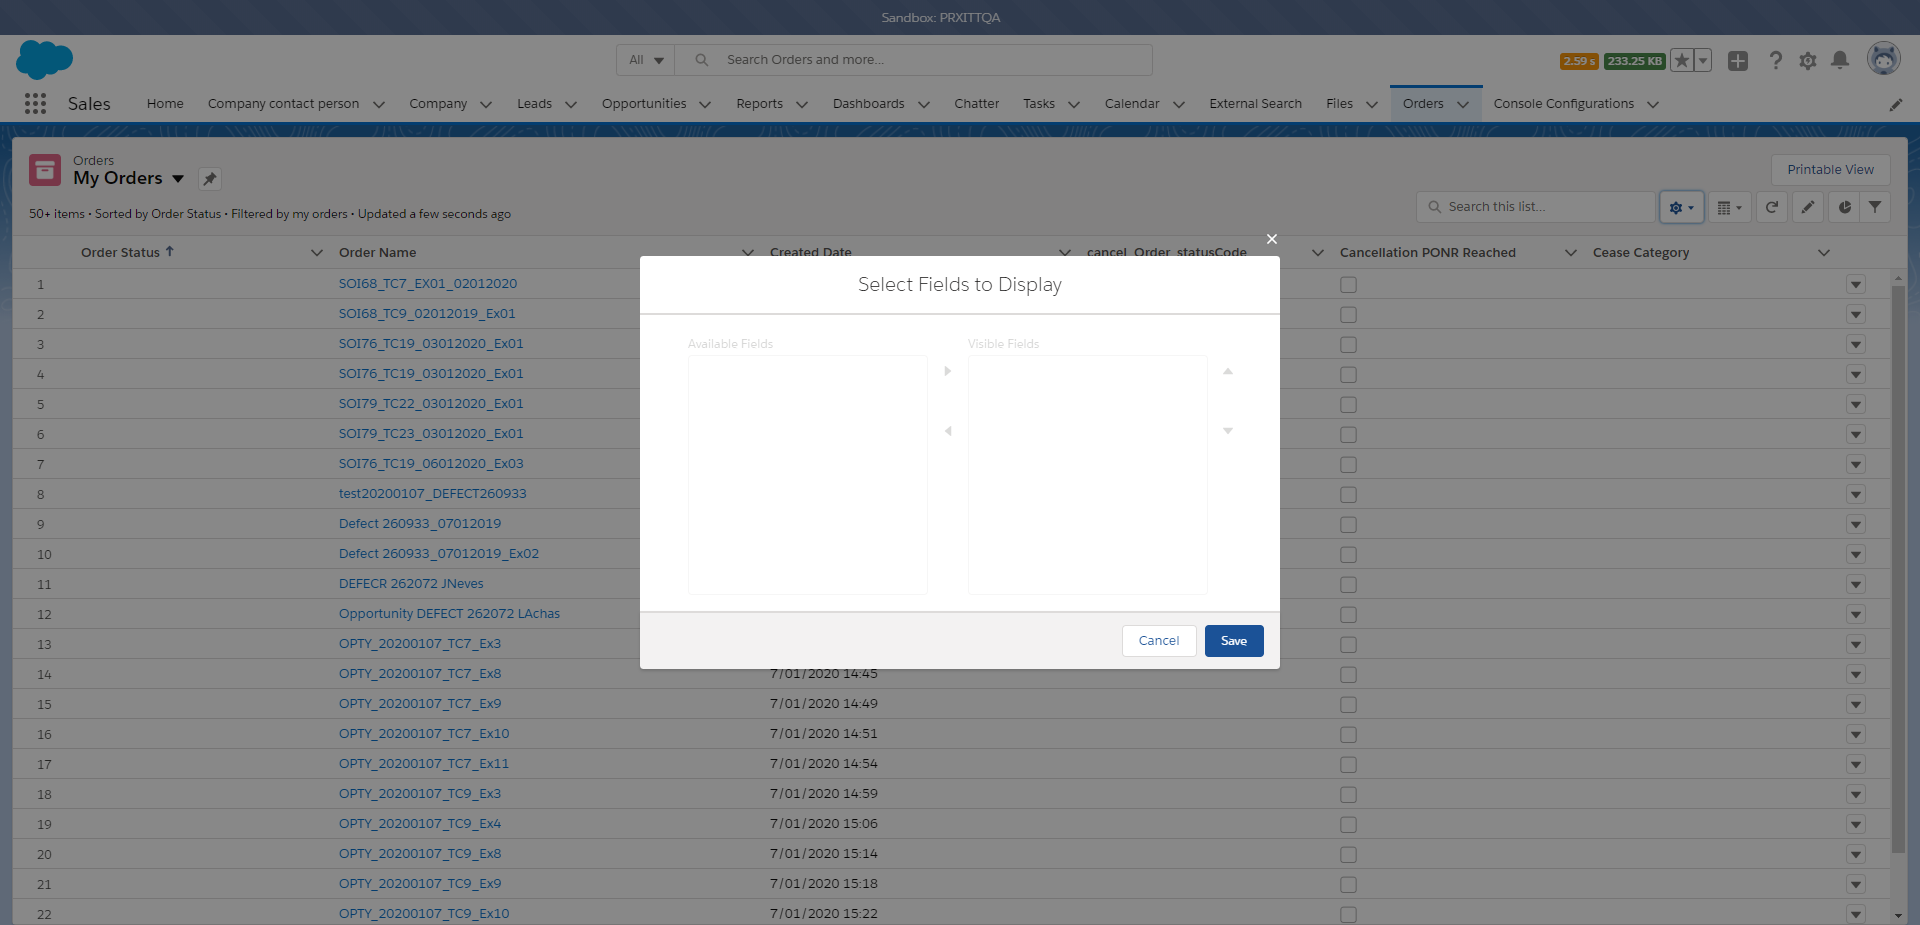 Sandbox: PRXITTQA
All
Search Orders and more...
2.59 s
233.25 KB
Sales
Home
Company contact person
Company
Leads
Opportunities
Reports
Dashboards
Chatter
Tasks
Calendar
External Search
Files
Orders
Console Configurations
Orders
My Orders
Printable View
50+ items • Sorted by Order Status • Filtered by my orders • Updated a few seconds ago
Search this list...
Order Status
Order Name
Created Date
cancel_Order_statusCode
Cancellation PONR Reached
Cease Category
Select Fields to Display
Available Fields
Visible Fields
Cancel
Save
1 SOI68_TC7_EX01_02012020
2 SOI68_TC9_02012019_Ex01
3 SOI76_TC19_03012020_Ex01
4 SOI76_TC19_03012020_Ex01
5 SOI79_TC22_03012020_Ex01
6 SOI79_TC23_03012020_Ex01
7 SOI76_TC19_06012020_Ex03
8 test20200107_DEFECT260933
9 Defect 260933_07012019
10 Defect 260933_07012019_Ex02
11 DEFECR 262072 JNeves
12 Opportunity DEFECT 262072 LAchas
13 OPTY_20200107_TC7_Ex3
14 OPTY_20200107_TC7_Ex8 7/01/2020 14:45
15 OPTY_20200107_TC7_Ex9 7/01/2020 14:49
16 OPTY_20200107_TC7_Ex10 7/01/2020 14:51
17 OPTY_20200107_TC7_Ex11 7/01/2020 14:54
18 OPTY_20200107_TC9_Ex3 7/01/2020 14:59
19 OPTY_20200107_TC9_Ex4 7/01/2020 15:06
20 OPTY_20200107_TC9_Ex8 7/01/2020 15:14
21 OPTY_20200107_TC9_Ex9 7/01/2020 15:18
22 OPTY_20200107_TC9_Ex10 7/01/2020 15:22